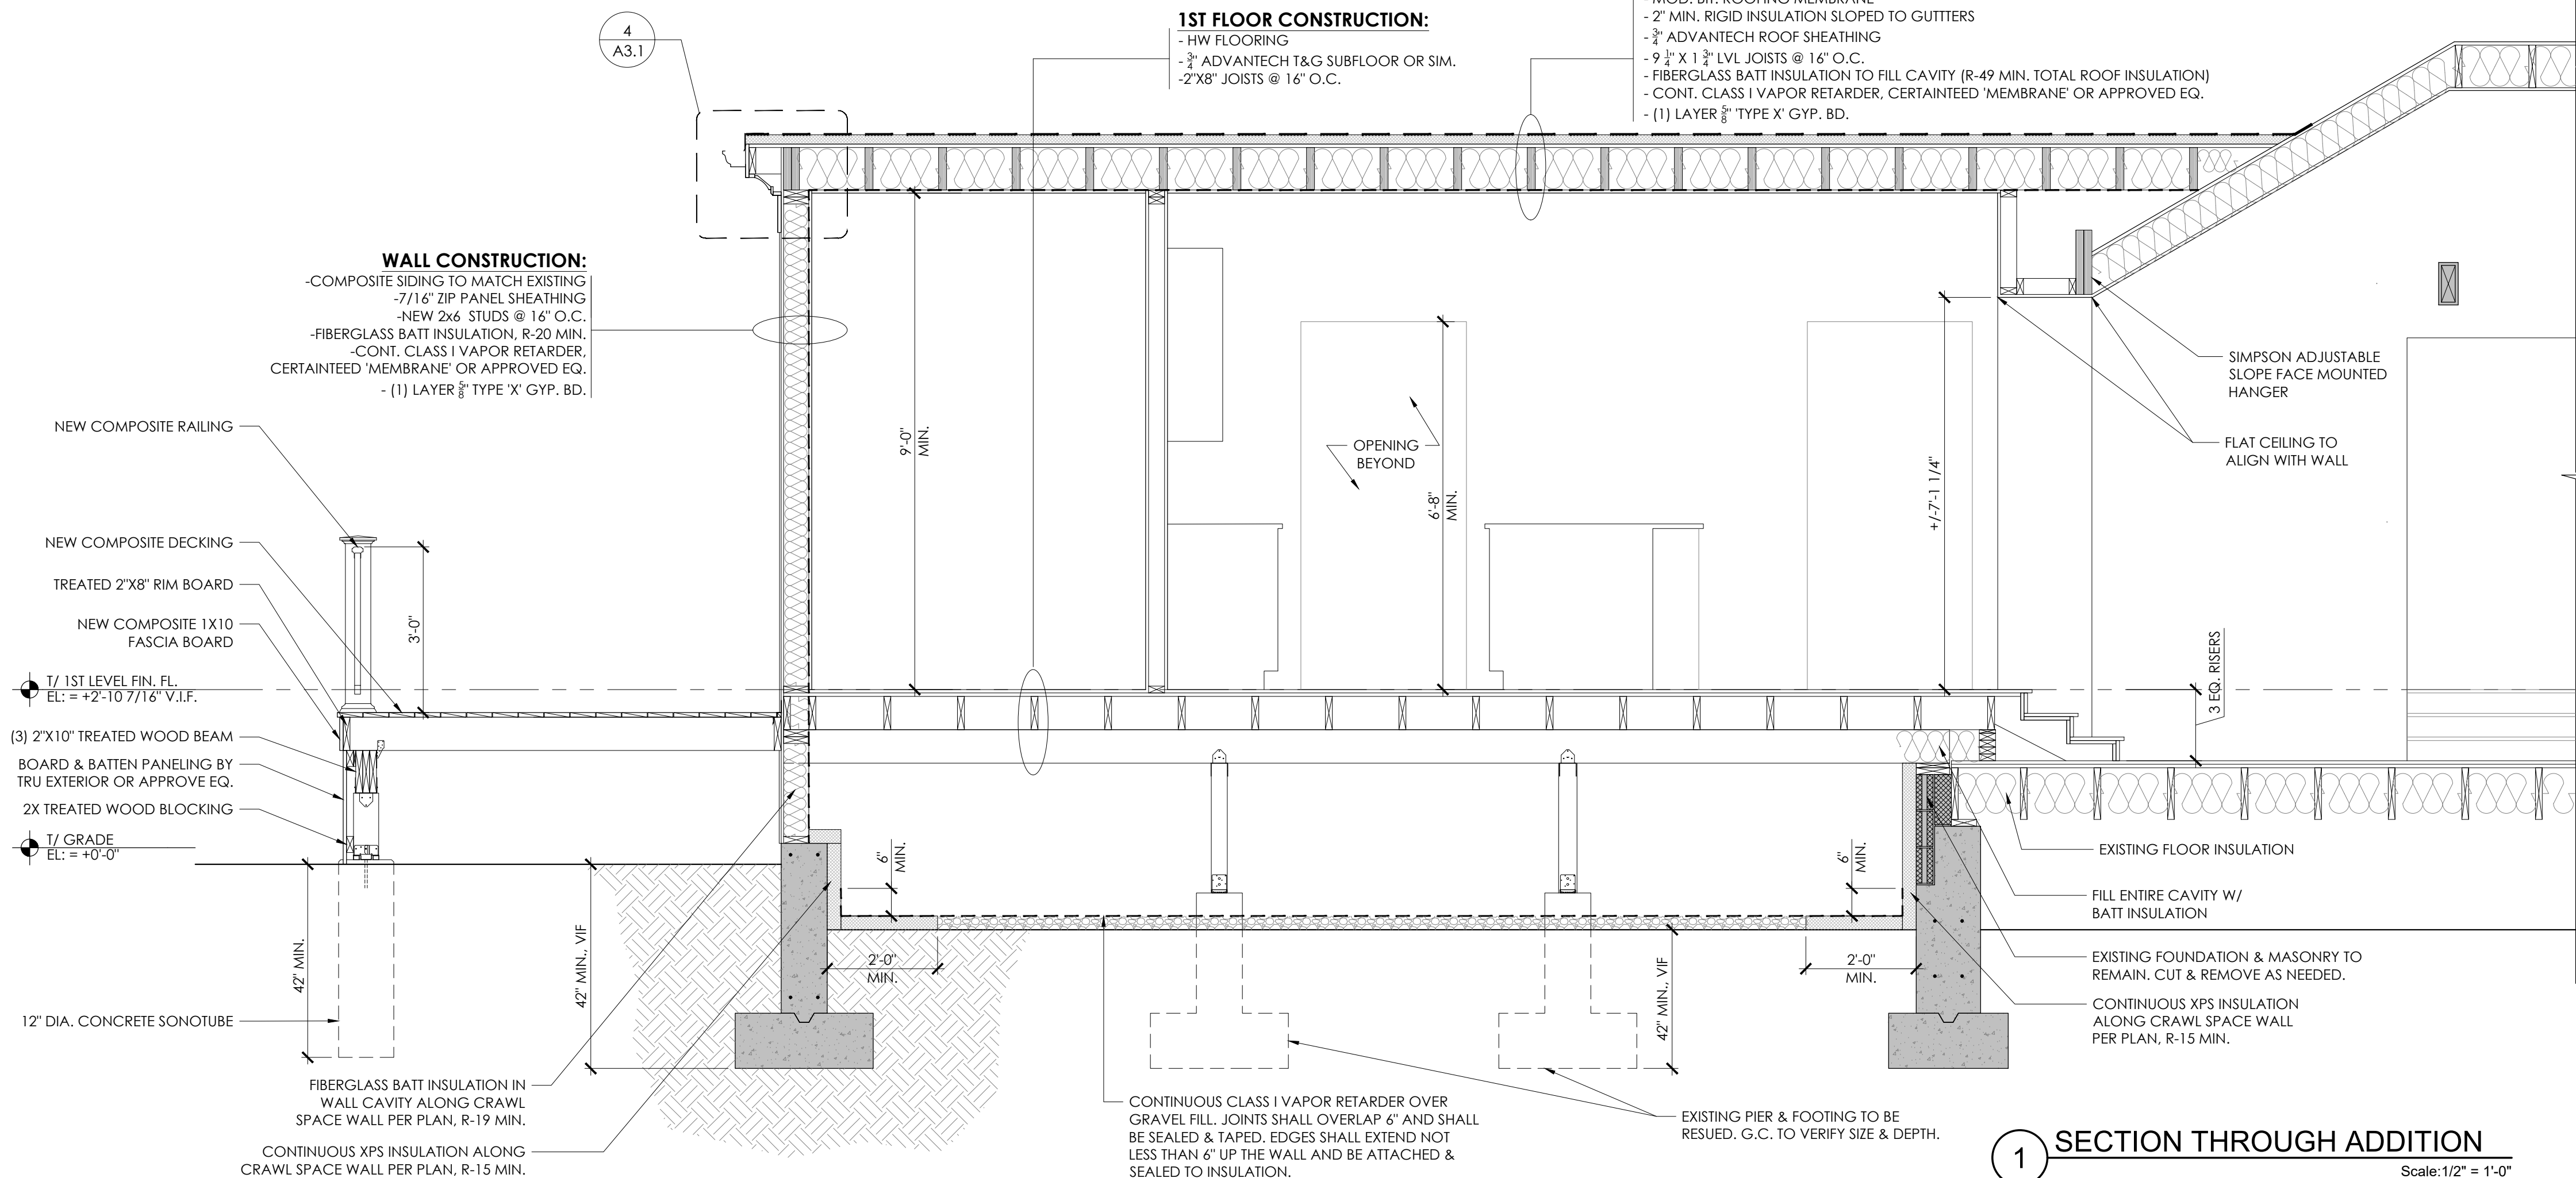 4
A3.1
1ST FLOOR CONSTRUCTION:
- HW FLOORING
- 3/4" ADVANTECH T&G SUBFLOOR OR SIM.
-2"X8" JOISTS @ 16" O.C.
- MOD. BIT. ROOFING MEMBRANE
- 2" MIN. RIGID INSULATION SLOPED TO GUTTTERS
- 3/4" ADVANTECH ROOF SHEATHING
- 9 1/4" X 1 3/4" LVL JOISTS @ 16" O.C.
- FIBERGLASS BATT INSULATION TO FILL CAVITY (R-49 MIN. TOTAL ROOF INSULATION)
- CONT. CLASS I VAPOR RETARDER, CERTAINTEED 'MEMBRANE' OR APPROVED EQ.
- (1) LAYER 5/8" 'TYPE X' GYP. BD.
WALL CONSTRUCTION:
-COMPOSITE SIDING TO MATCH EXISTING
-7/16" ZIP PANEL SHEATHING
-NEW 2x6 STUDS @ 16" O.C.
-FIBERGLASS BATT INSULATION, R-20 MIN.
-CONT. CLASS I VAPOR RETARDER,
CERTAINTEED 'MEMBRANE' OR APPROVED EQ.
- (1) LAYER 5/8" TYPE 'X' GYP. BD.
NEW COMPOSITE RAILING
NEW COMPOSITE DECKING
TREATED 2"X8" RIM BOARD
NEW COMPOSITE 1X10
FASCIA BOARD
T/ 1ST LEVEL FIN. FL.
EL: = +2'-10 7/16" V.I.F.
(3) 2"X10" TREATED WOOD BEAM
BOARD & BATTEN PANELING BY
TRU EXTERIOR OR APPROVE EQ.
2X TREATED WOOD BLOCKING
T/ GRADE
EL: = +0'-0"
12" DIA. CONCRETE SONOTUBE
3'-0"
42" MIN.
42" MIN., VIF
9'-0"
MIN.
OPENING
BEYOND
6'-8"
MIN.
+/-7'-1 1/4"
SIMPSON ADJUSTABLE
SLOPE FACE MOUNTED
HANGER
FLAT CEILING TO
ALIGN WITH WALL
3 EQ. RISERS
6"
MIN.
2'-0"
MIN.
6"
MIN.
2'-0"
MIN.
42" MIN., VIF
EXISTING FLOOR INSULATION
FILL ENTIRE CAVITY W/
BATT INSULATION
EXISTING FOUNDATION & MASONRY TO
REMAIN. CUT & REMOVE AS NEEDED.
CONTINUOUS XPS INSULATION
ALONG CRAWL SPACE WALL
PER PLAN, R-15 MIN.
FIBERGLASS BATT INSULATION IN
WALL CAVITY ALONG CRAWL
SPACE WALL PER PLAN, R-19 MIN.
CONTINUOUS XPS INSULATION ALONG
CRAWL SPACE WALL PER PLAN, R-15 MIN.
CONTINUOUS CLASS I VAPOR RETARDER OVER
GRAVEL FILL. JOINTS SHALL OVERLAP 6" AND SHALL
BE SEALED & TAPED. EDGES SHALL EXTEND NOT
LESS THAN 6" UP THE WALL AND BE ATTACHED &
SEALED TO INSULATION.
EXISTING PIER & FOOTING TO BE
RESUED. G.C. TO VERIFY SIZE & DEPTH.
1
SECTION THROUGH ADDITION
Scale:1/2" = 1'-0"